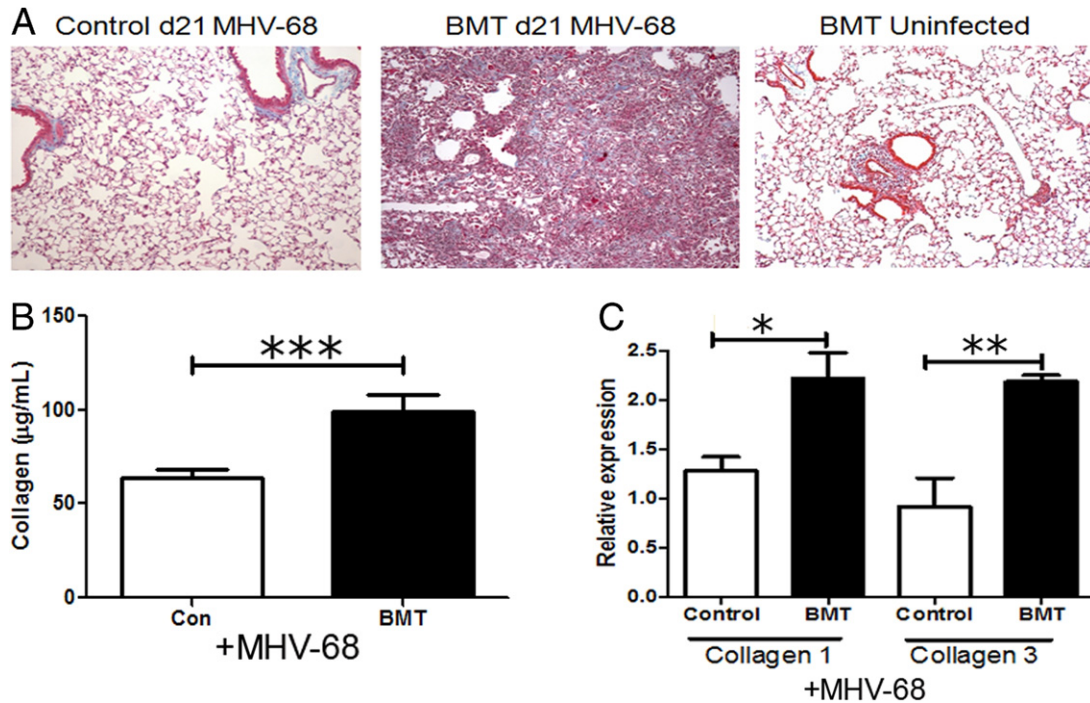 A
Control d21 MHV-68
BMT d21 MHV-68
BMT Uninfected
B
Collagen (µg/mL)
150
100
50
0
***
Con
BMT
+MHV-68
C
Relative expression
2.5
2.0
1.5
1.0
0.5
0.0
*
**
Control
BMT
Control
BMT
Collagen 1
Collagen 3
+MHV-68